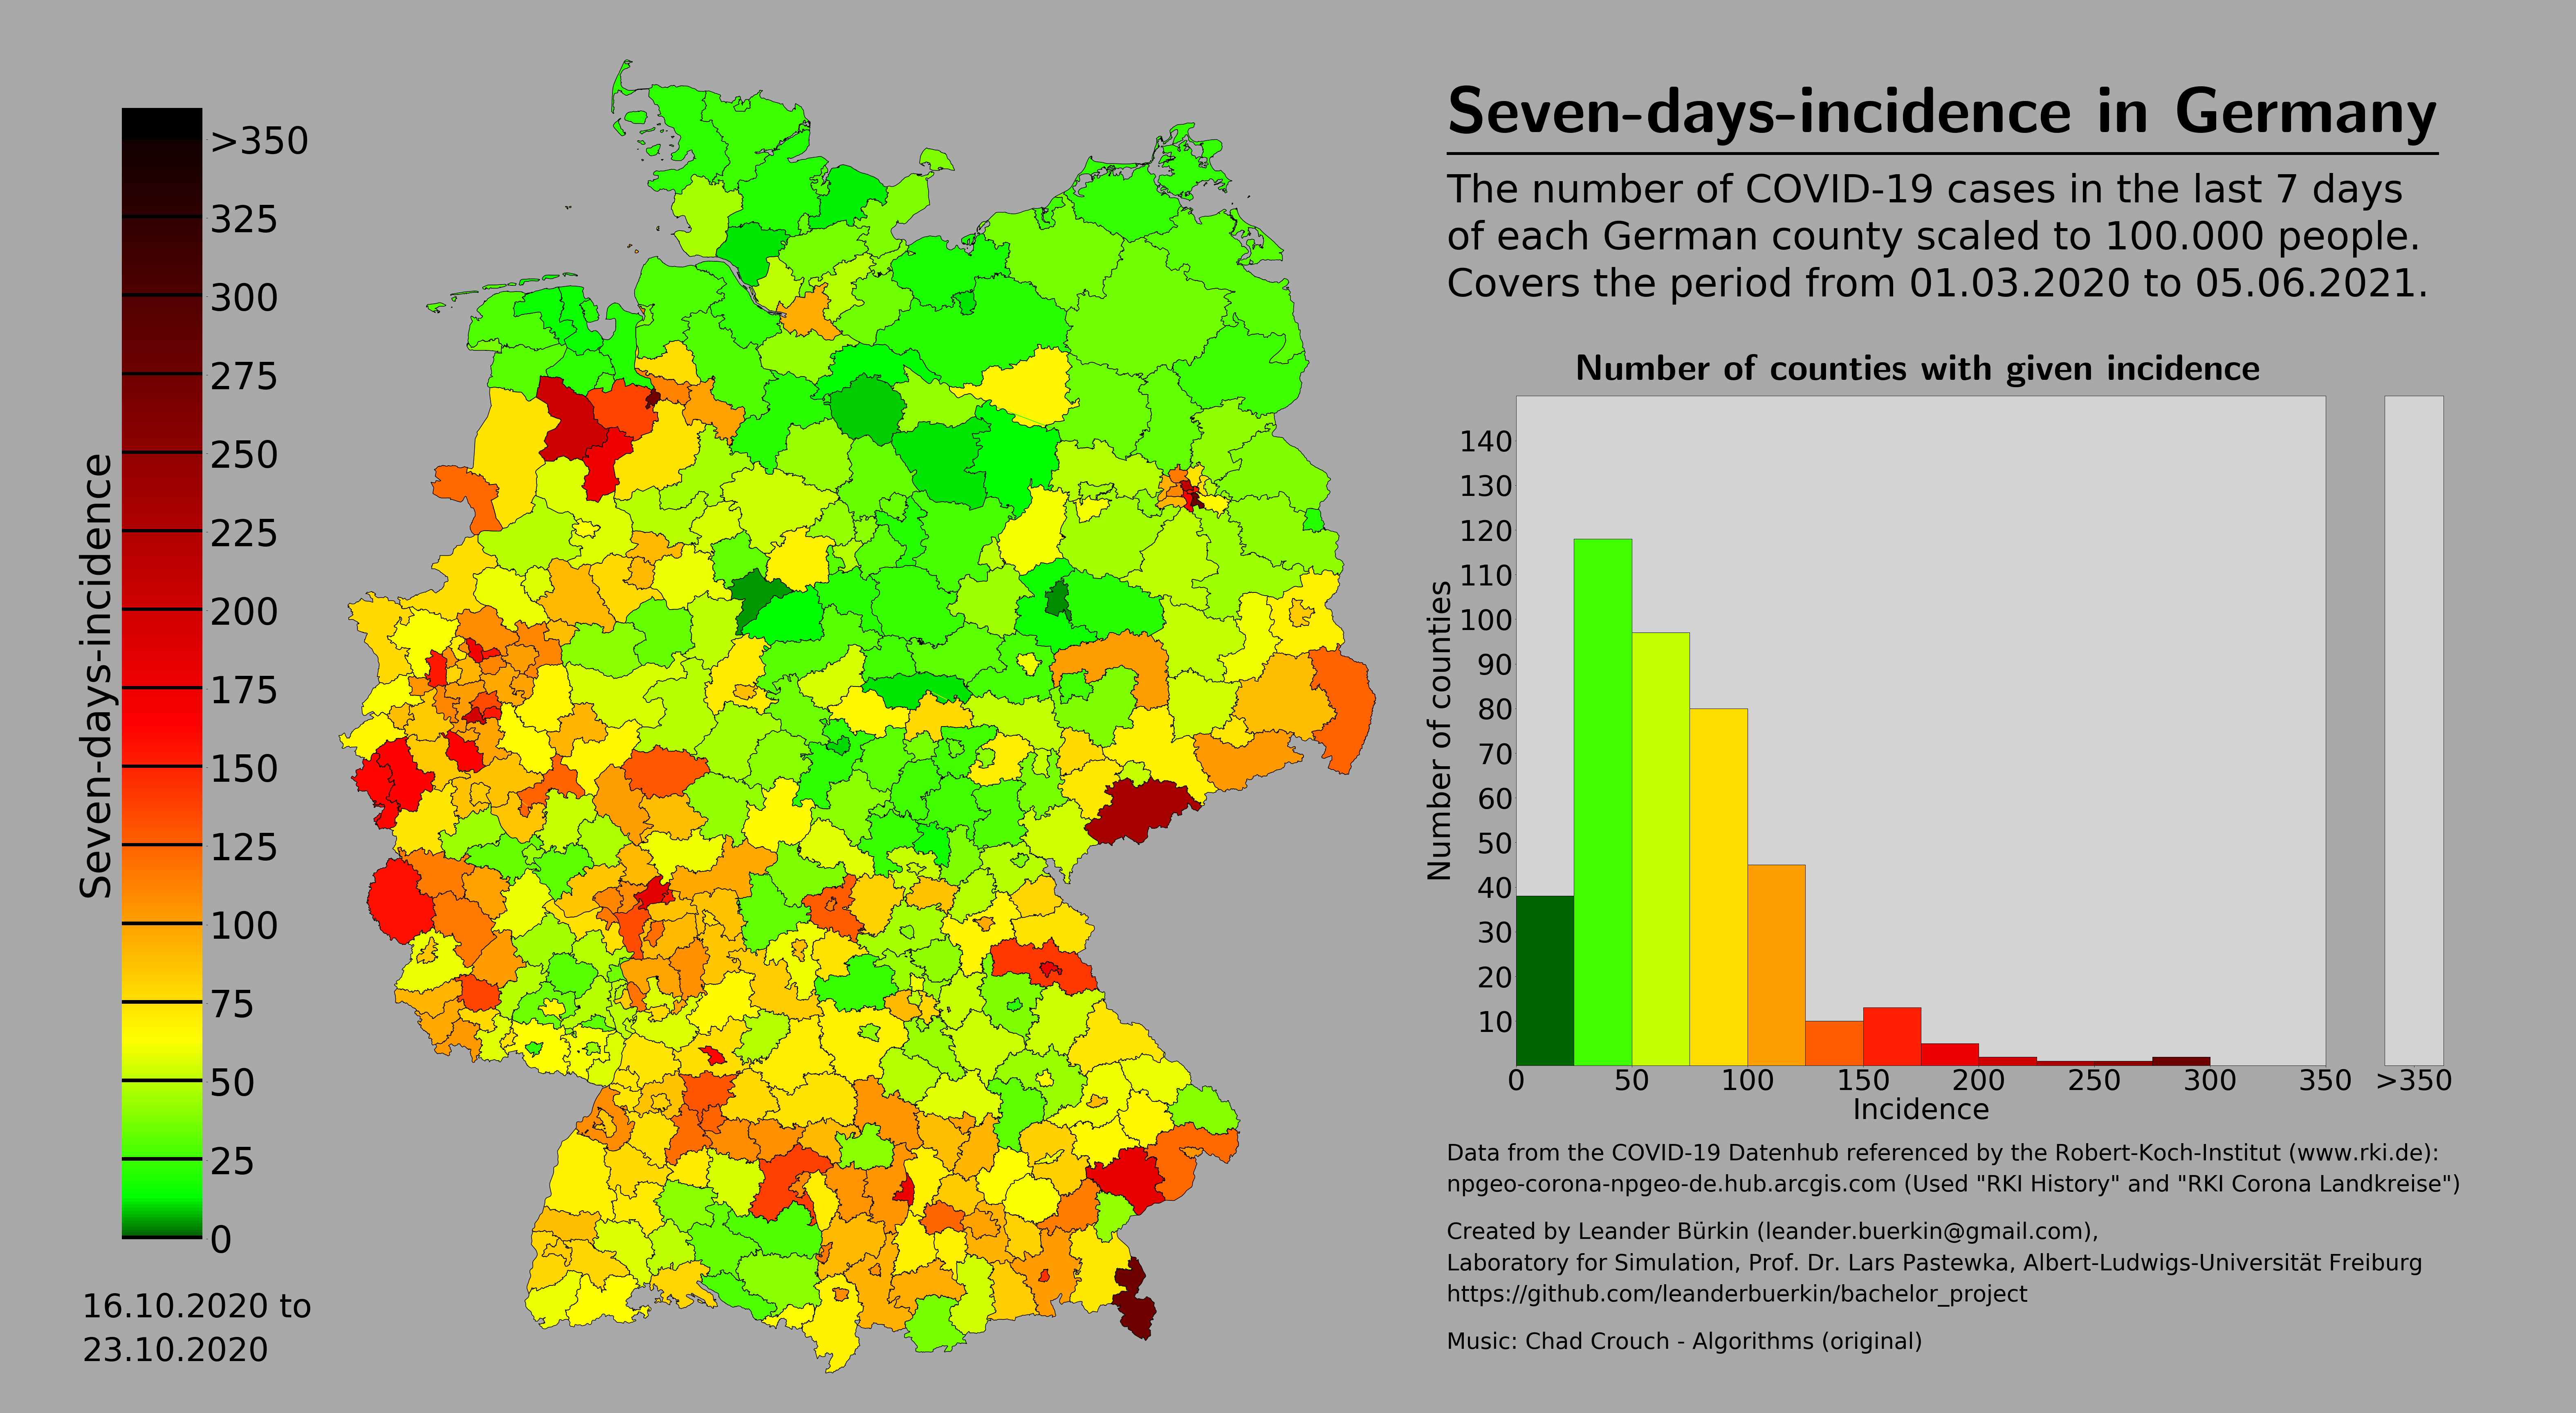 Seven-days-incidence in Germany
The number of COVID-19 cases in the last 7 days
of each German county scaled to 100.000 people.
Covers the period from 01.03.2020 to 05.06.2021.
Seven-days-incidence
>350
325
300
275
250
225
200
175
150
125
100
75
50
25
0
16.10.2020 to
23.10.2020
Number of counties with given incidence
Number of counties
140
130
120
110
100
90
80
70
60
50
40
30
20
10
0 50 100 150 200 250 300 350 >350
Incidence
Data from the COVID-19 Datenhub referenced by the Robert-Koch-Institut (www.rki.de):
npgeo-corona-npgeo-de.hub.arcgis.com (Used "RKI History" and "RKI Corona Landkreise")
Created by Leander Bürkin (leander.buerkin@gmail.com),
Laboratory for Simulation, Prof. Dr. Lars Pastewka, Albert-Ludwigs-Universität Freiburg
https://github.com/leanderbuerkin/bachelor_project
Music: Chad Crouch - Algorithms (original)